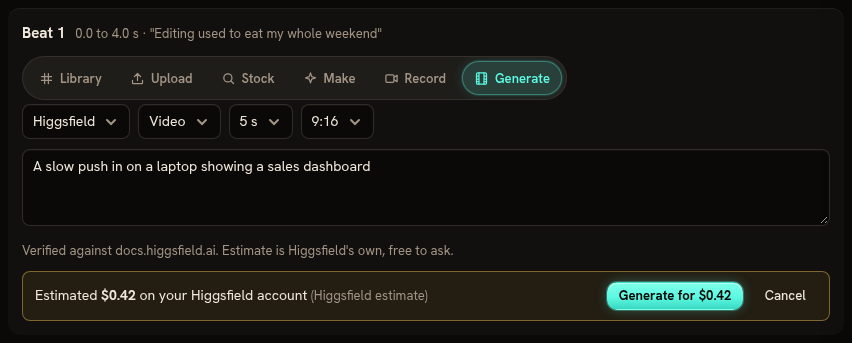 Beat 1 0.0 to 4.0 s · "Editing used to eat my whole weekend"
Library Upload Stock Make Record Generate
Higgsfield Video 5 s 9:16
A slow push in on a laptop showing a sales dashboard
Verified against docs.higgsfield.ai. Estimate is Higgsfield's own, free to ask.
Estimated $0.42 on your Higgsfield account (Higgsfield estimate) Generate for $0.42 Cancel